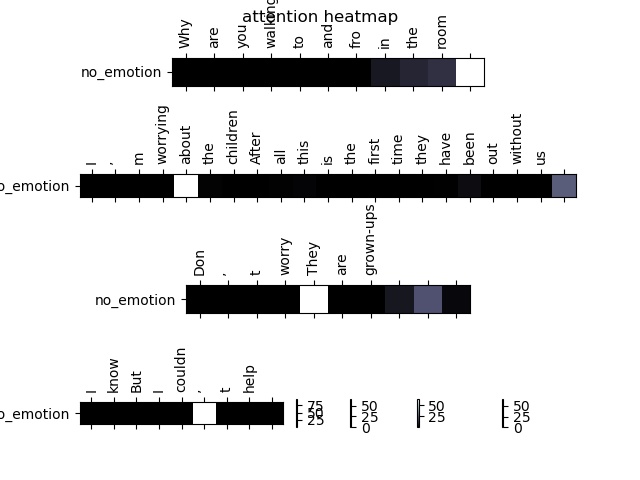 attention heatmap
Why are you walking to and fro in the room
no_emotion
I , m worrying about the children After all this is the first time they have been out without us
o_emotion
Don , t worry They are grown-ups
no_emotion
I know But I couldn , t help
o_emotion
75 50 25
50 25 0
50 25
50 25 0